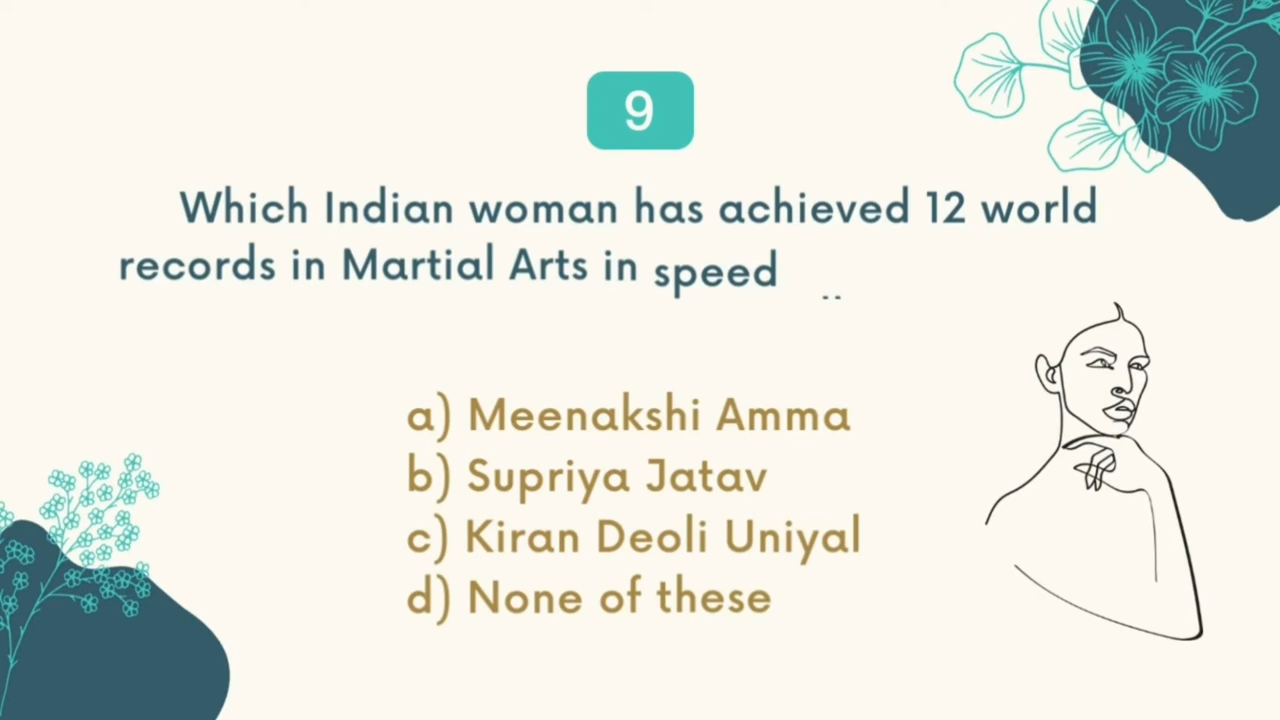 9
Which Indian woman has achieved 12 world
records in Martial Arts in speed
a) Meenakshi Amma
b) Supriya Jatav
c) Kiran Deoli Uniyal
d) None of these